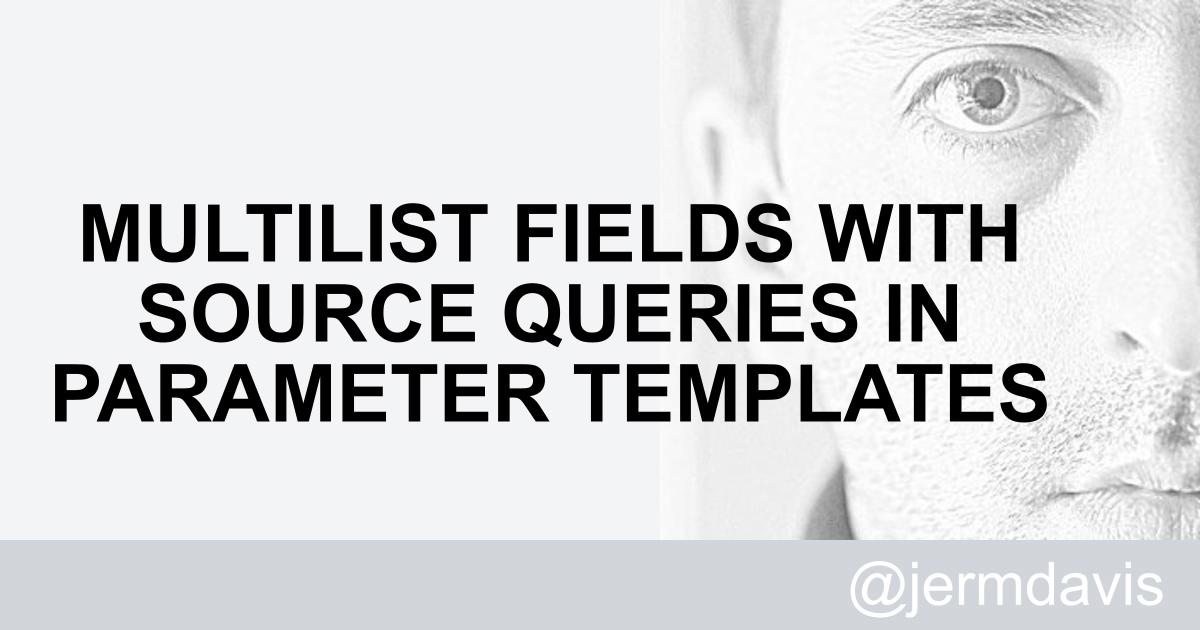 MULTILIST FIELDS WITH
SOURCE QUERIES IN
PARAMETER TEMPLATES
@jermdavis